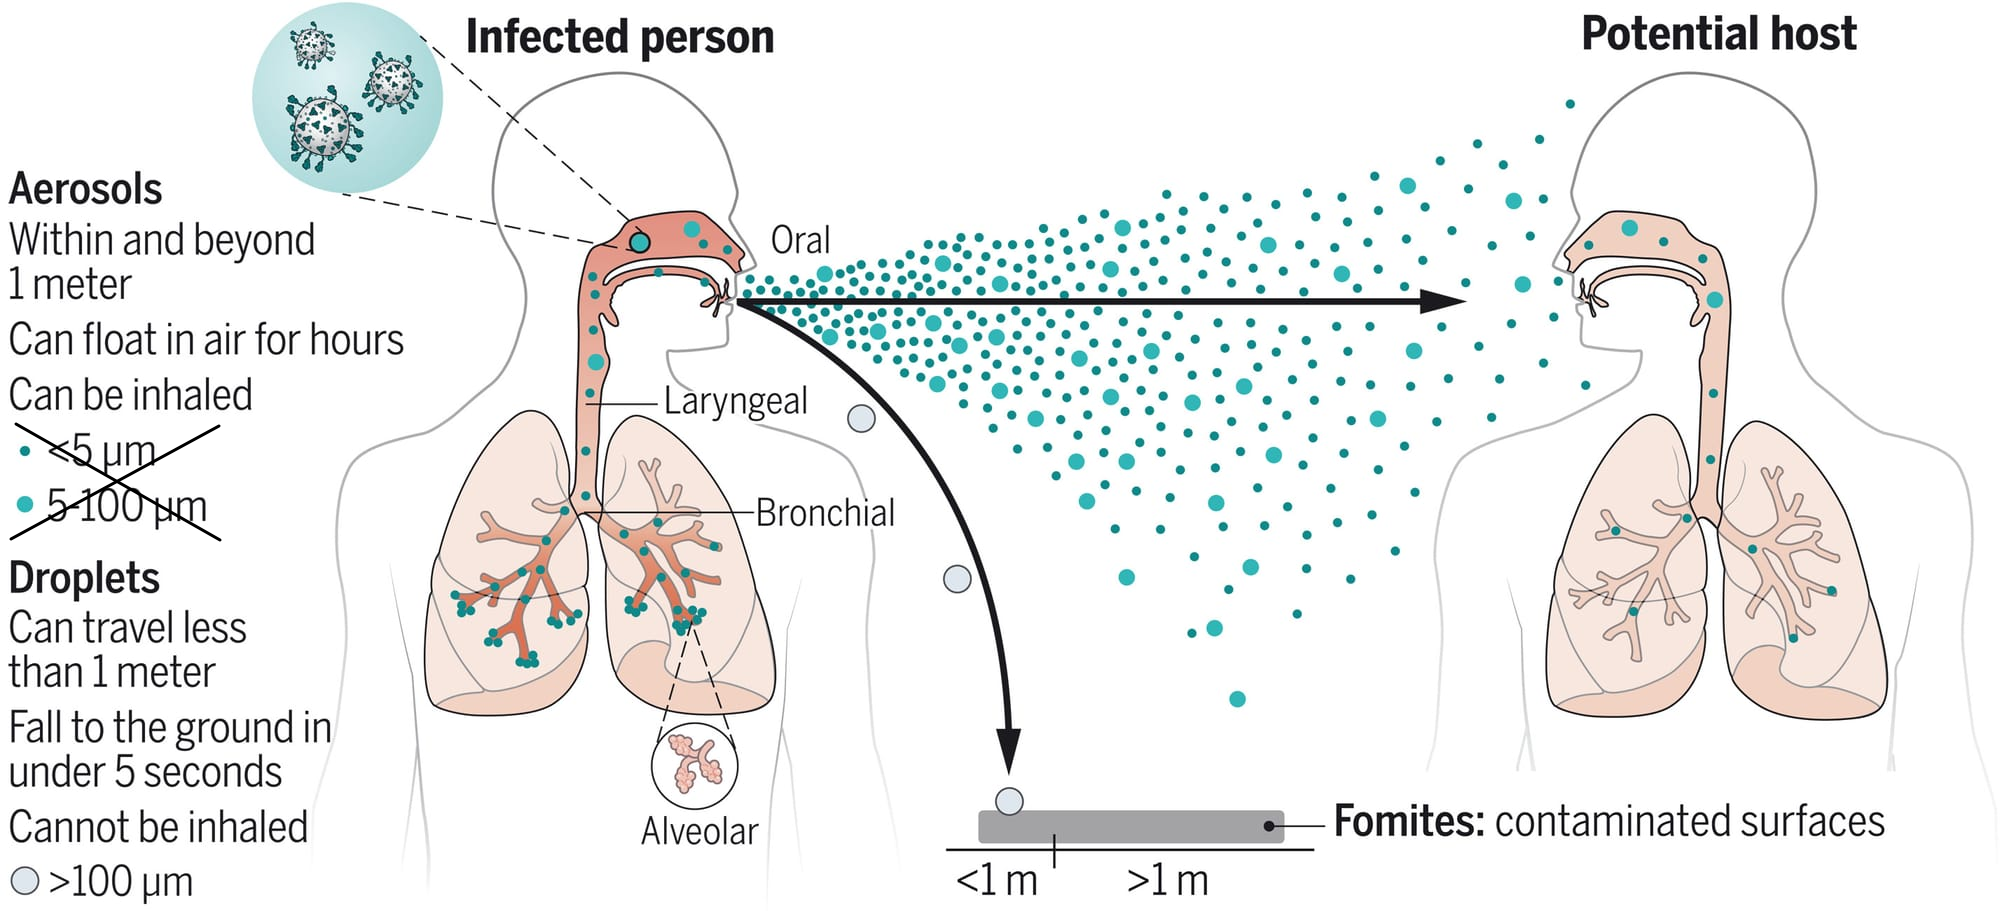 Infected person
Potential host
Aerosols
Within and beyond
1 meter
Can float in air for hours
Can be inhaled
<5 µm
5-100 µm
Droplets
Can travel less
than 1 meter
Fall to the ground in
under 5 seconds
Cannot be inhaled
>100 µm
Oral
Laryngeal
Bronchial
Alveolar
Fomites: contaminated surfaces
<1 m
>1 m